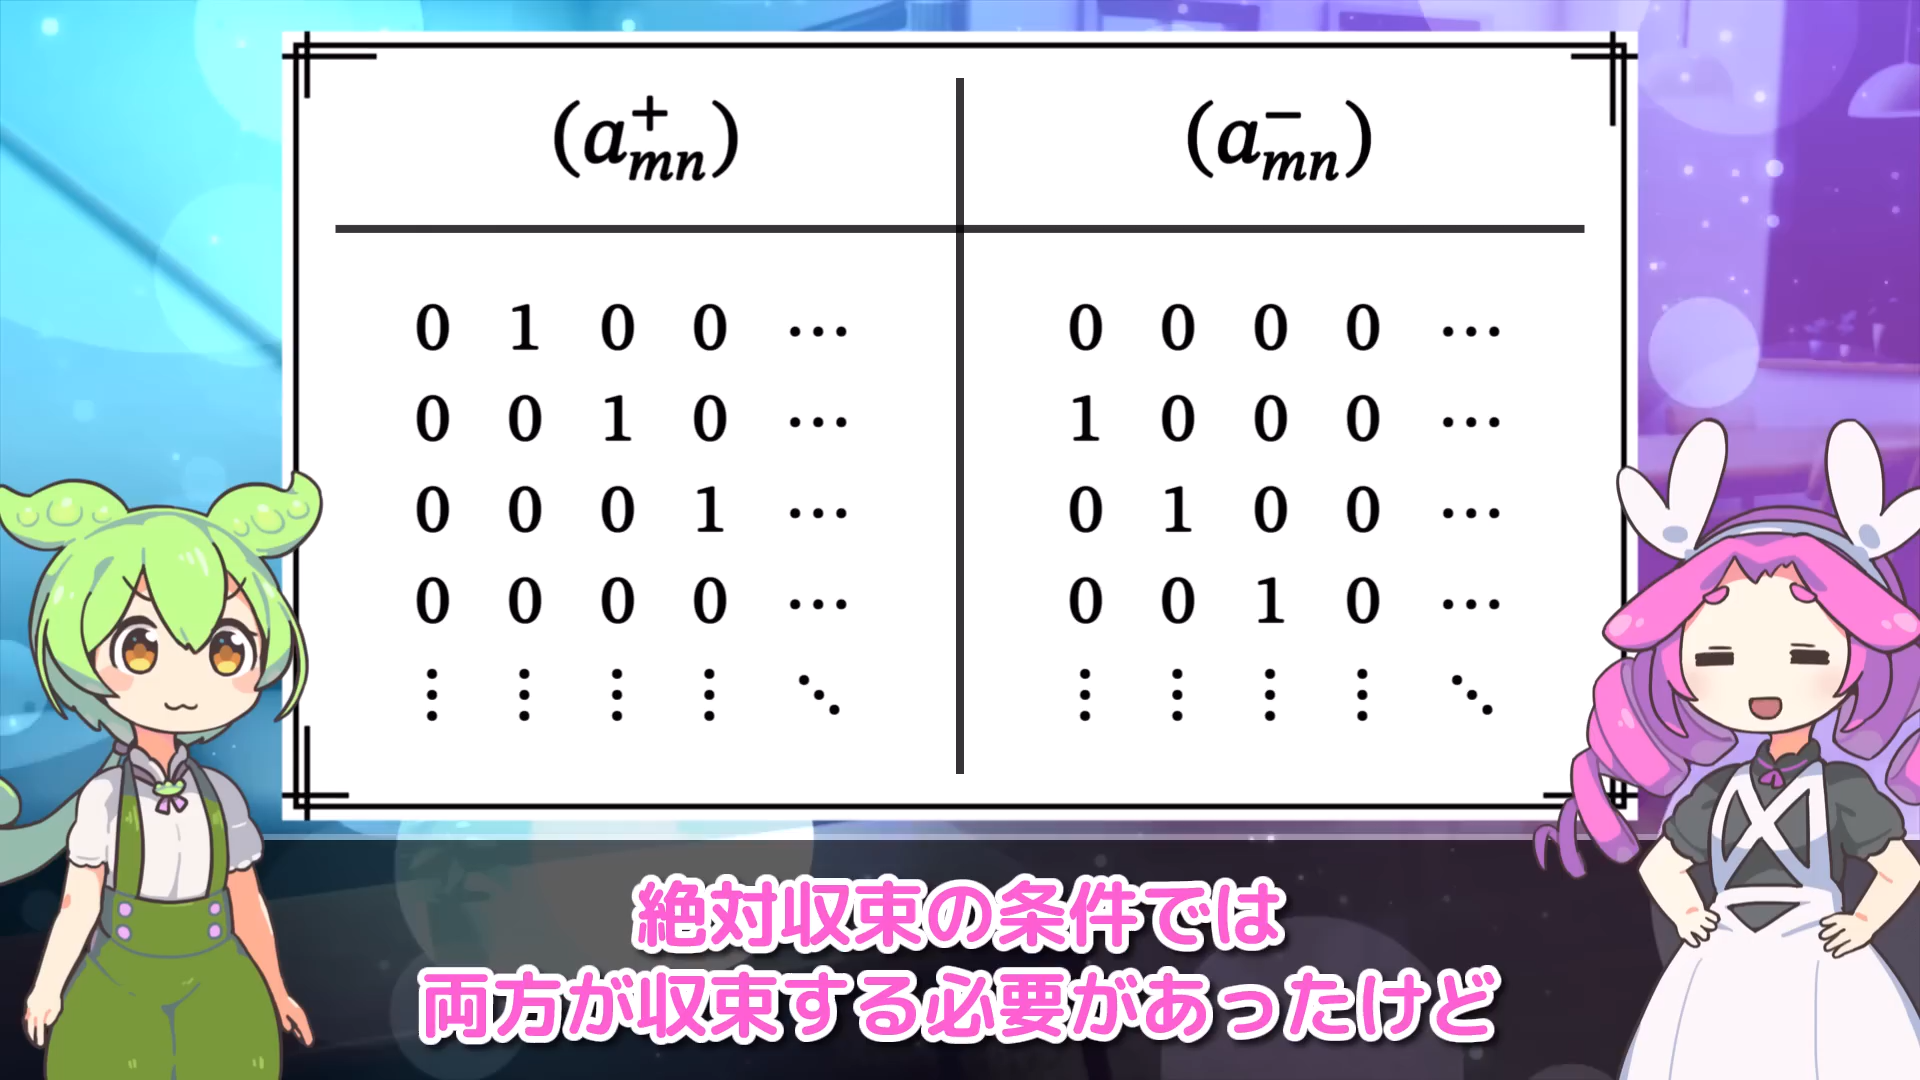 (a⁺ₘₙ)
0 1 0 0 ⋯
0 0 1 0 ⋯
0 0 0 1 ⋯
0 0 0 0 ⋯
⋮ ⋮ ⋮ ⋮ ⋱
(a⁻ₘₙ)
0 0 0 0 ⋯
1 0 0 0 ⋯
0 1 0 0 ⋯
0 0 1 0 ⋯
⋮ ⋮ ⋮ ⋮ ⋱
絶対収束の条件では
両方が収束する必要があったけど